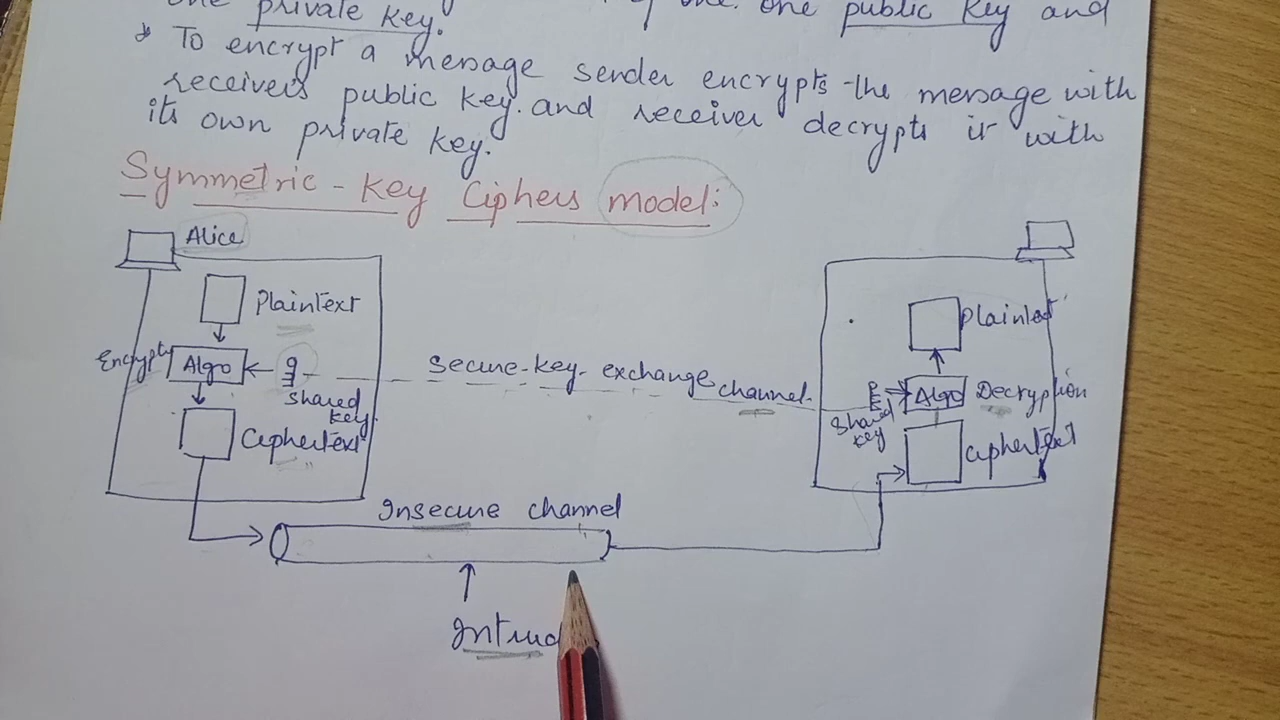 one private key. one. one public key and
* To encrypt a message sender encrypts the message with
receivers public key. and receiver decrypts it with
its own private key.
Symmetric-Key Ciphers model:
Alice
Plaintext
Plaintext
Encrypt Algo
shared key.
Secure-key exchange channel.
shared key
Algo Decryption
Ciphertext
Ciphertext
Insecure channel